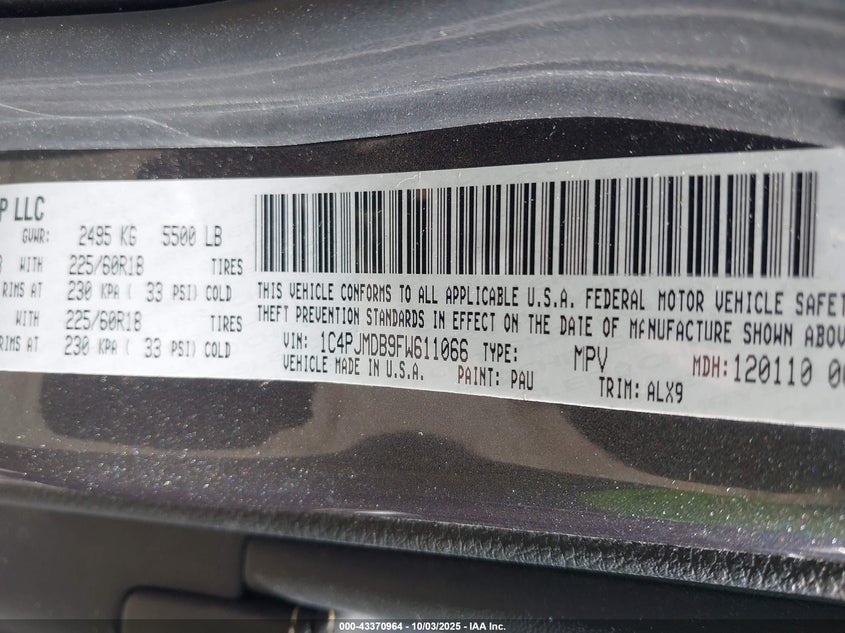 P LLC
GVWR: 2495 KG 5500 LB
WITH 225/60R18 TIRES
RIMS AT 230 KPA ( 33 PSI) COLD
WITH 225/60R18 TIRES
RIMS AT 230 KPA ( 33 PSI) COLD
THIS VEHICLE CONFORMS TO ALL APPLICABLE U.S.A. FEDERAL MOTOR VEHICLE SAFET
THEFT PREVENTION STANDARDS IN EFFECT ON THE DATE OF MANUFACTURE SHOWN ABOV
VIN: 1C4PJMDB9FW611066 TYPE: MPV MDH: 120110
VEHICLE MADE IN U.S.A. PAINT: PAU TRIM: ALX9
000-43370964 - 10/03/2025 - IAA Inc.